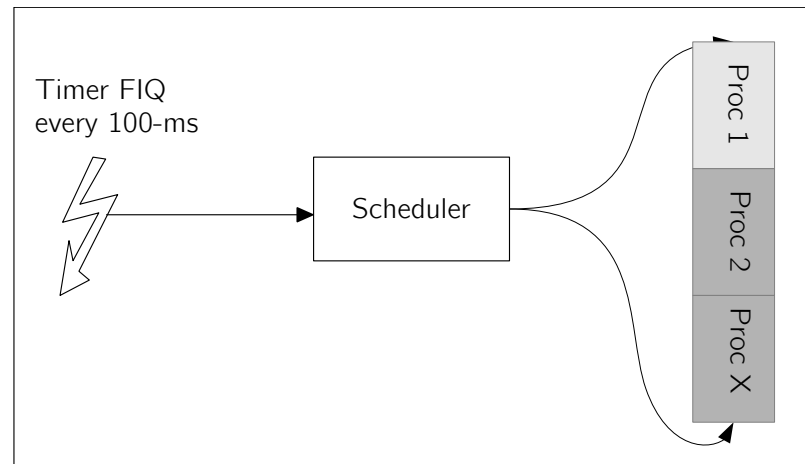 Timer FIQ
every 100-ms
Scheduler
Proc 1
Proc 2
Proc X